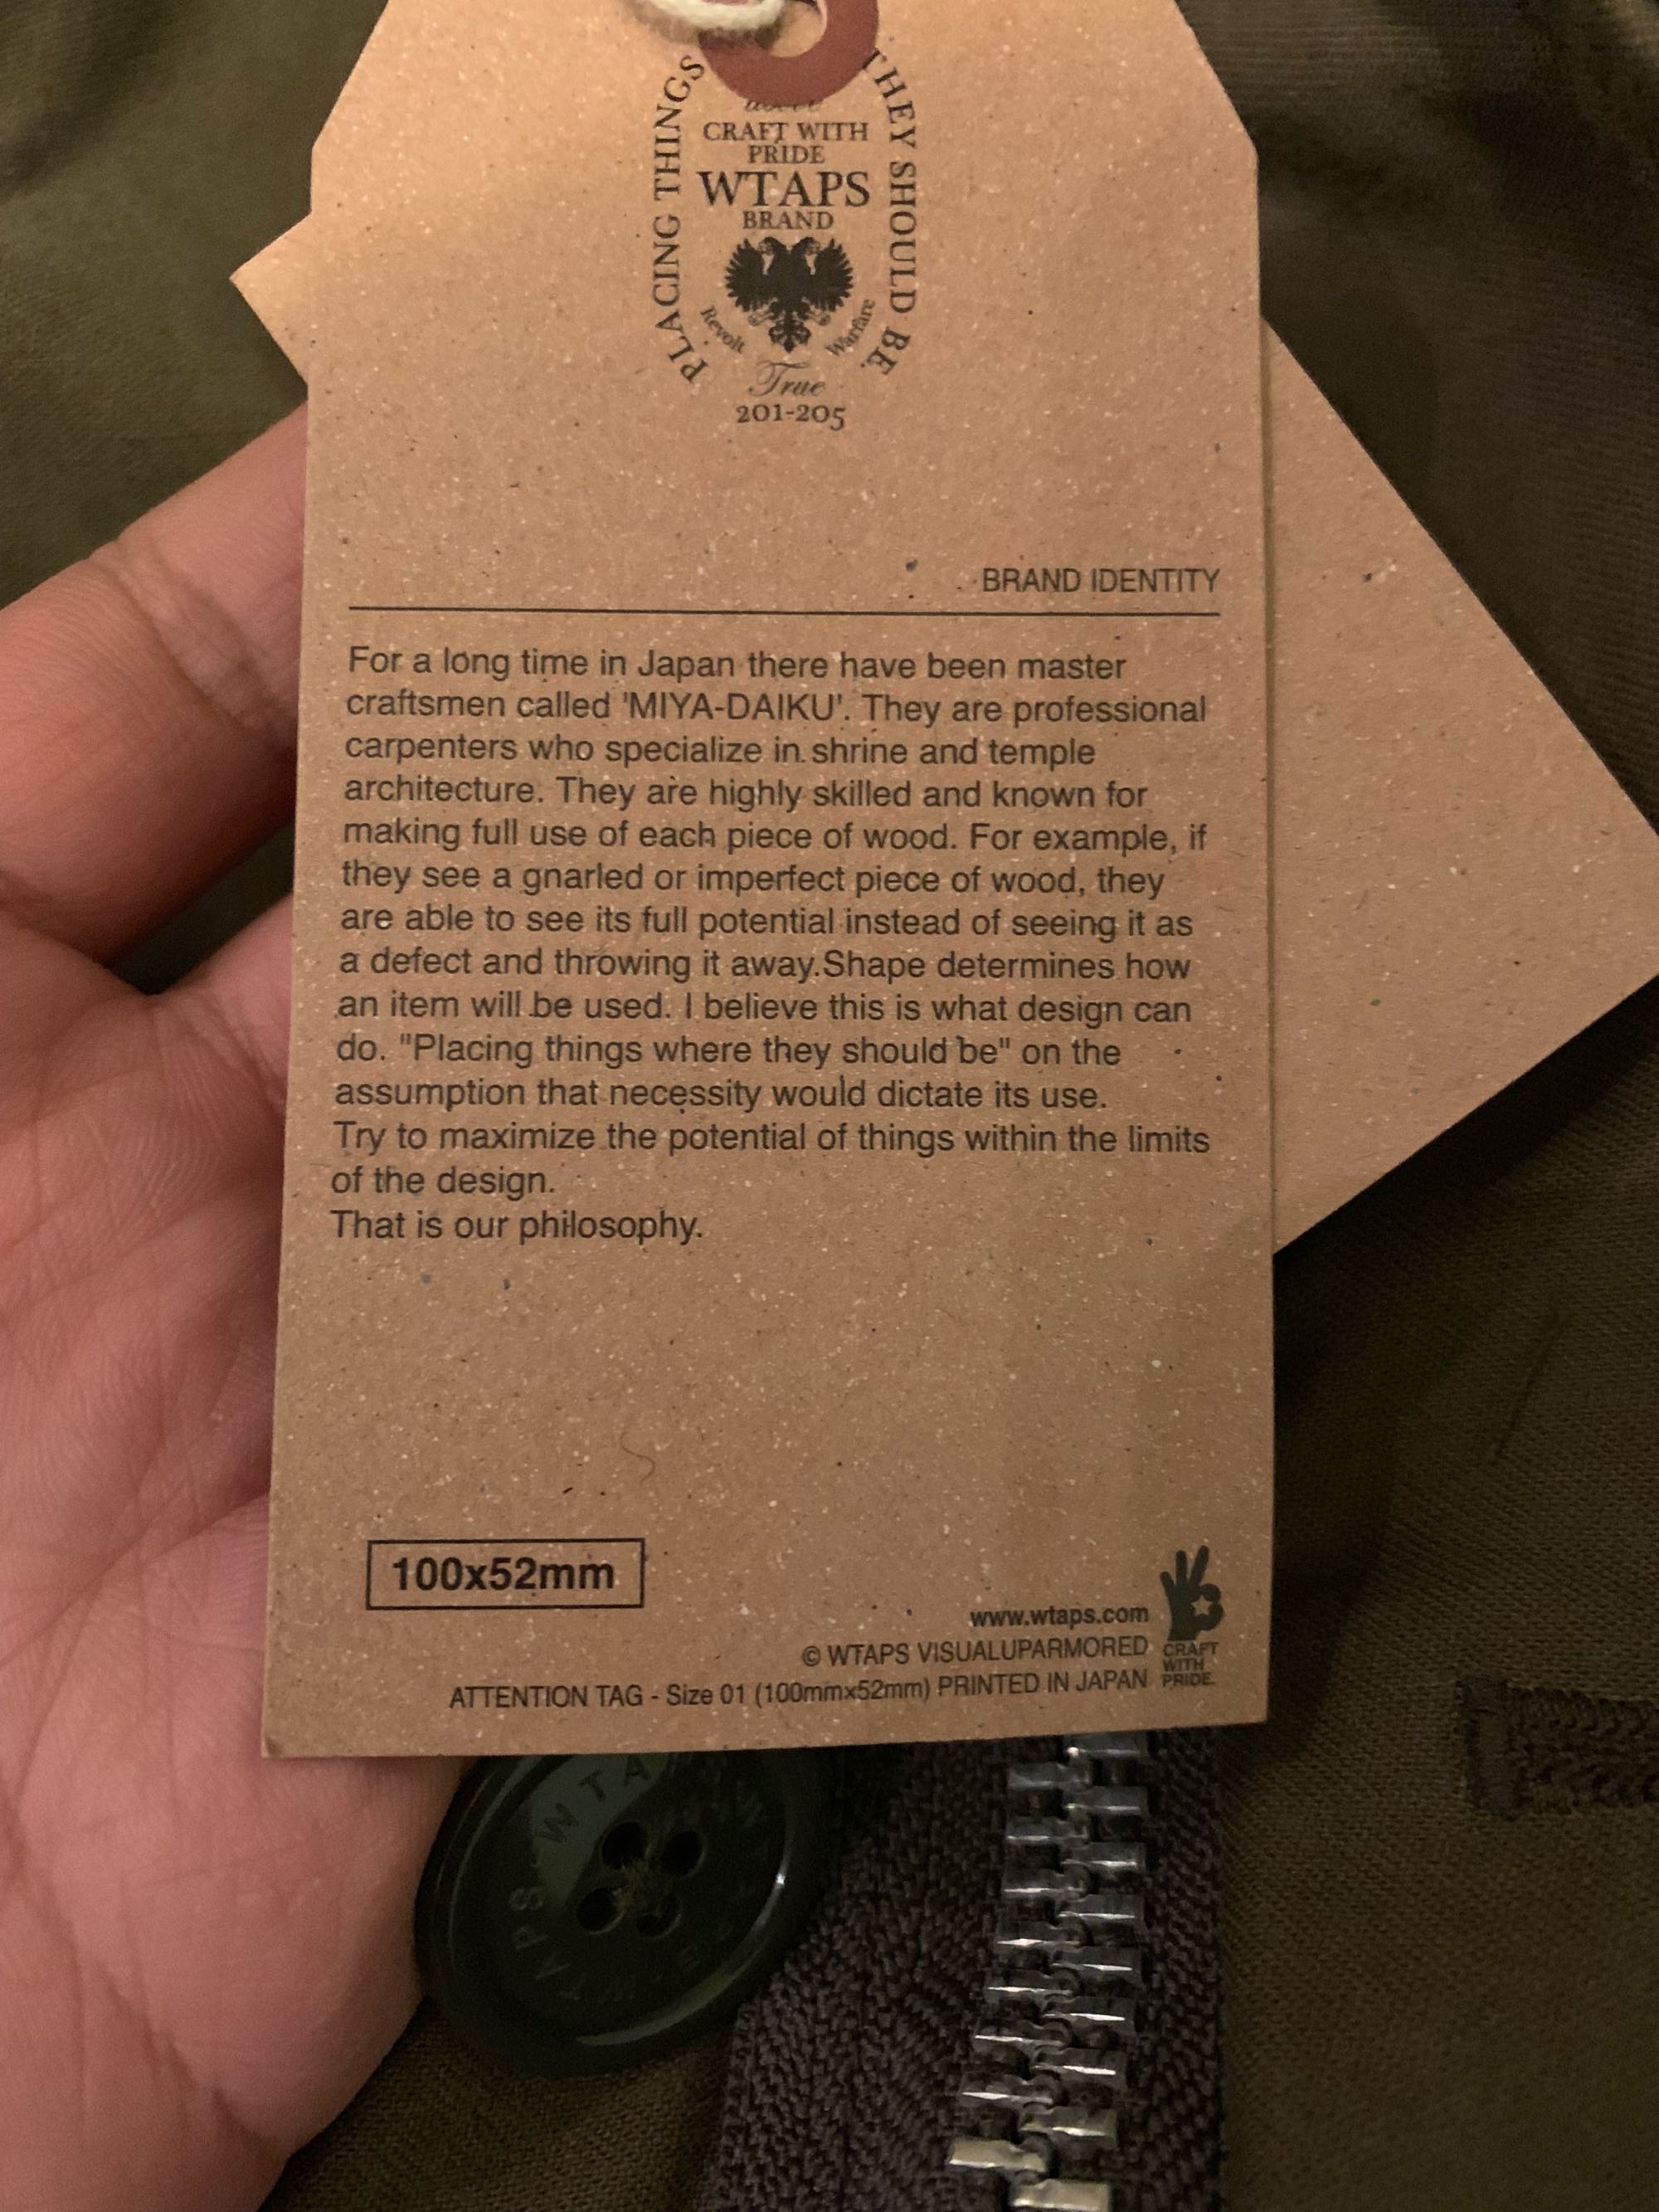 PLACING THINGS
THEY SHOULD BE.
CRAFT WITH
PRIDE
WTAPS
BRAND
Revolt
Warfare
True
201-205
BRAND IDENTITY
For a long time in Japan there have been master
craftsmen called 'MIYA-DAIKU'. They are professional
carpenters who specialize in shrine and temple
architecture. They are highly skilled and known for
making full use of each piece of wood. For example, if
they see a gnarled or imperfect piece of wood, they
are able to see its full potential instead of seeing it as
a defect and throwing it away.Shape determines how
an item will be used. I believe this is what design can
do. "Placing things where they should be" on the
assumption that necessity would dictate its use.
Try to maximize the potential of things within the limits
of the design.
That is our philosophy.
100x52mm
www.wtaps.com
© WTAPS VISUALUPARMORED
ATTENTION TAG - Size 01 (100mmx52mm) PRINTED IN JAPAN
CRAFT
WITH
PRIDE.
WTAPS